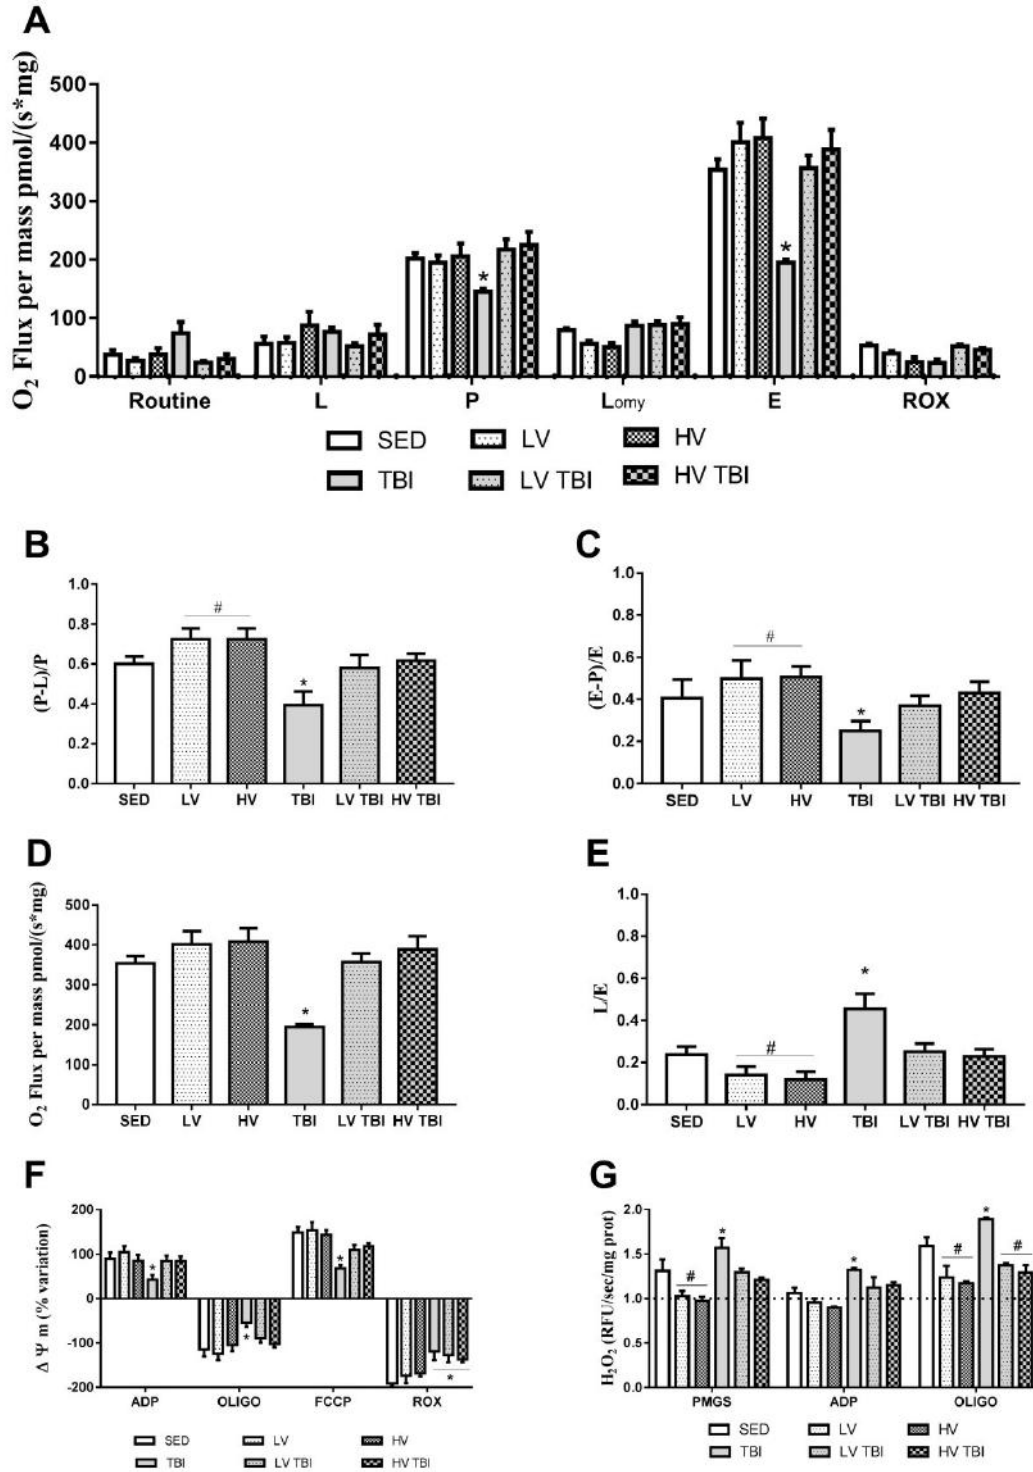 A
O2 Flux per mass pmol/(s*mg)
500
400
300
200
100
0
* *
Routine L P Lomy E ROX
SED LV HV
TBI LV TBI HV TBI
B
(P-L)/P
1.0
0.8
0.6
0.4
0.2
0.0
#
*
SED LV HV TBI LV TBI HV TBI
C
(E-P)/E
1.0
0.8
0.6
0.4
0.2
0.0
#
*
SED LV HV TBI LV TBI HV TBI
D
O2 Flux per mass pmol/(s*mg)
500
400
300
200
100
0
*
SED LV HV TBI LV TBI HV TBI
E
L/E
1.0
0.8
0.6
0.4
0.2
0.0
#
*
SED LV HV TBI LV TBI HV TBI
F
Δ Ψ m (% variation)
200
100
0
-100
-200
* * * *
ADP OLIGO FCCP ROX
SED LV HV
TBI LV TBI HV TBI
G
H2O2 (RFU/sec/mg prot)
2.0
1.5
1.0
0.5
0.0
# * * # * #
PMGS ADP OLIGO
SED LV HV
TBI LV TBI HV TBI